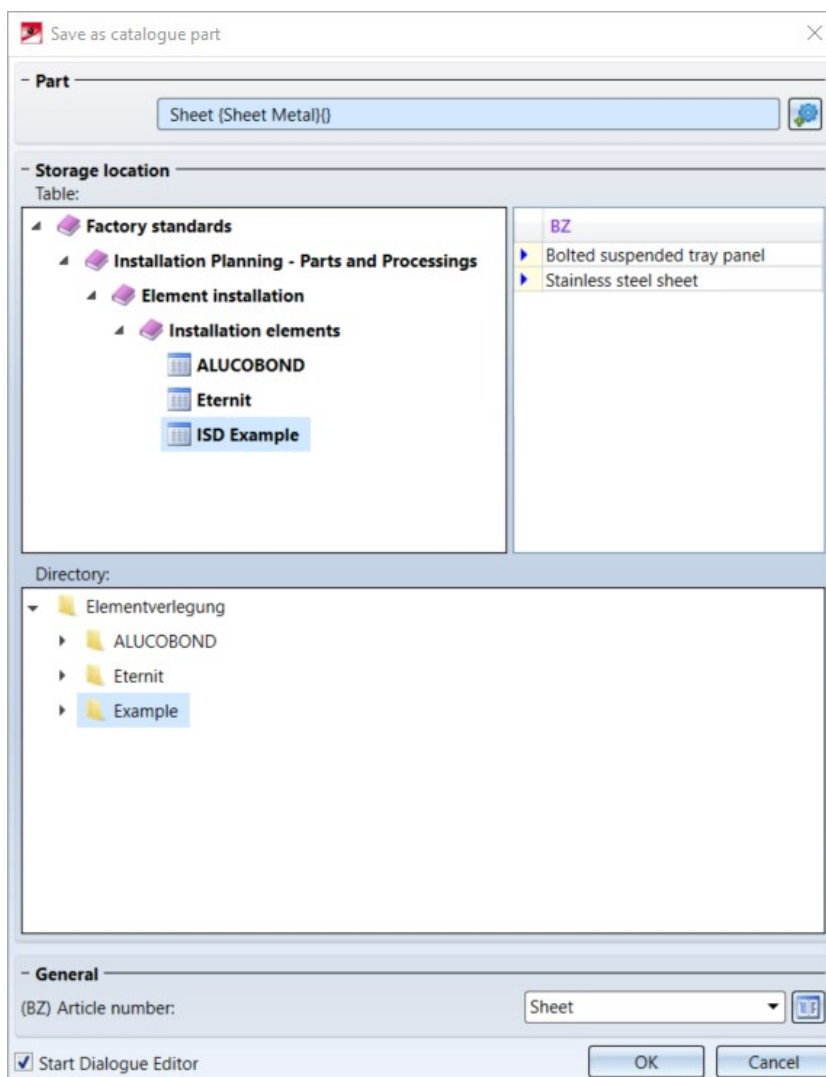 Save as catalogue part
Part
Sheet {Sheet Metal}{}
Storage location
Table:
Factory standards
Installation Planning - Parts and Processings
Element installation
Installation elements
ALUCOBOND
Eternit
ISD Example
BZ
Bolted suspended tray panel
Stainless steel sheet
Directory:
Elementverlegung
ALUCOBOND
Eternit
Example
General
(BZ) Article number:
Sheet
Start Dialogue Editor
OK
Cancel